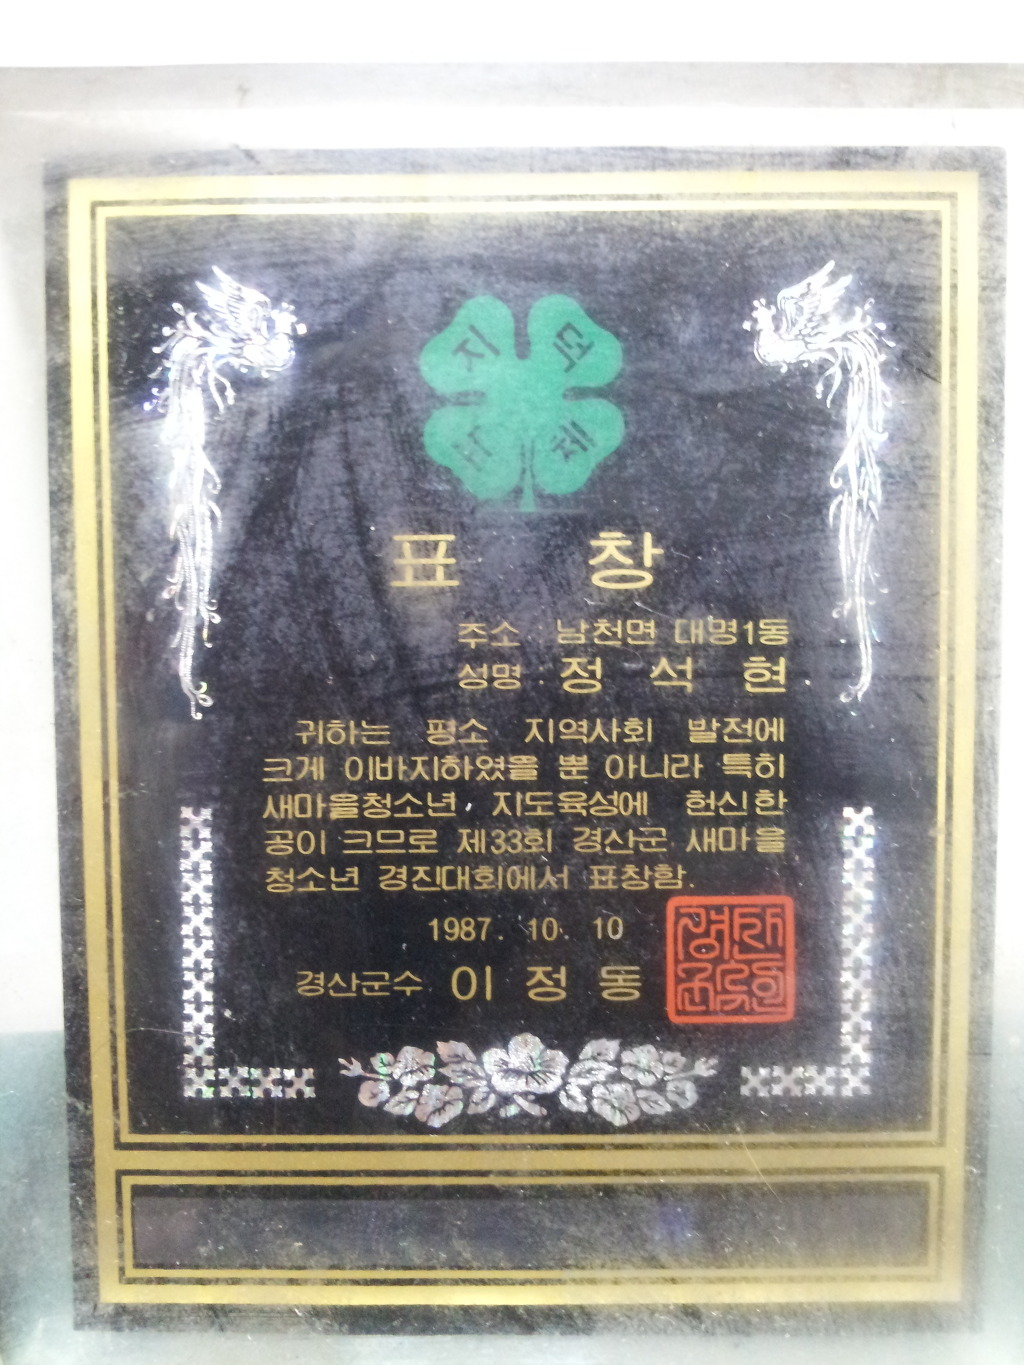 지
표 창
주소 남천면 대명1동
성명 정 석 현
귀하는 평소 지역사회 발전에
크게 이바지하였을 뿐 아니라 특히
새마을청소년, 지도육성에 헌신한
공이 크므로 제33회 경산군 새마을
청소년 경진대회에서 표창함.
1987. 10. 10
경산군수 이 정 동